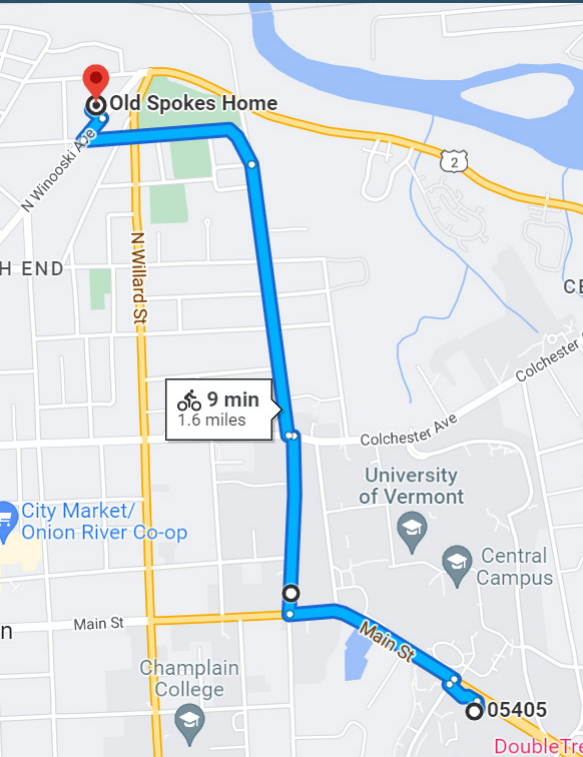 Old Spokes Home
2
N Winooski Ave
H END
N Willard St
CE
Colchester
9 min
1.6 miles
Colchester Ave
University
of Vermont
City Market/
Onion River Co-op
Central
Campus
n
Main St
Main St
Champlain
College
05405
DoubleTre